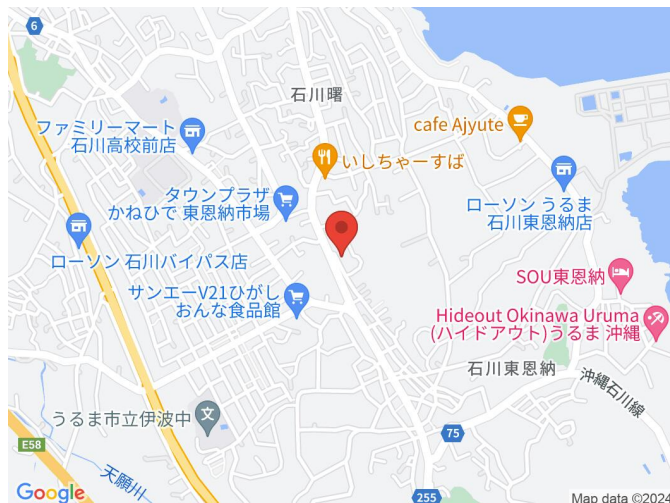 6
石川曙
ファミリーマート
石川高校前店
cafe Ajyute
いしちゃーすば
タウンプラザ
かねひで 東恩納市場
ローソン うるま
石川東恩納店
ローソン 石川バイパス店
サンエーV21ひがし
おんな食品館
SOU東恩納
Hideout Okinawa Uruma
(ハイドアウト)うるま 沖縄
石川東恩納
沖縄石川線
うるま市立伊波中
文
75
E58
天願川
255
Google
Map data ©2024